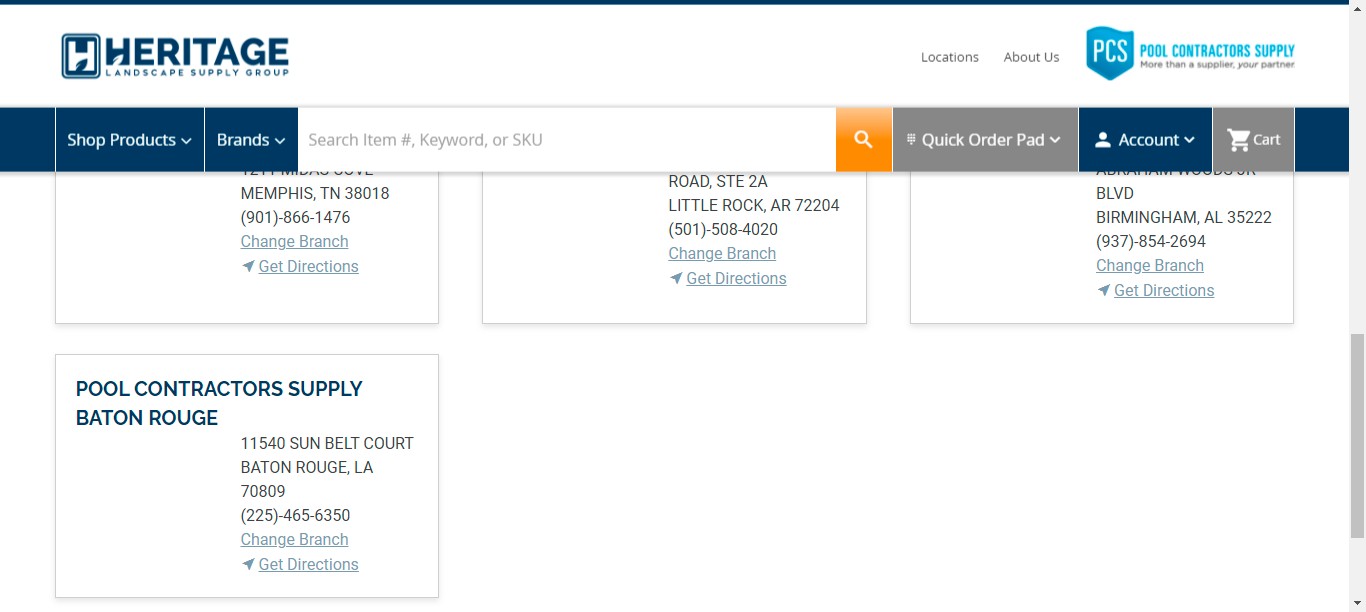 HERITAGE
LANDSCAPE SUPPLY GROUP
Locations
About Us
PCS
POOL CONTRACTORS SUPPLY
More than a supplier, your partner.
Shop Products
Brands
Search Item #, Keyword, or SKU
Quick Order Pad
Account
Cart
MEMPHIS, TN 38018
(901)-866-1476
Change Branch
Get Directions
ROAD, STE 2A
LITTLE ROCK, AR 72204
(501)-508-4020
Change Branch
Get Directions
ABRAHAM WOODS JR
BLVD
BIRMINGHAM, AL 35222
(937)-854-2694
Change Branch
Get Directions
POOL CONTRACTORS SUPPLY
BATON ROUGE
11540 SUN BELT COURT
BATON ROUGE, LA
70809
(225)-465-6350
Change Branch
Get Directions